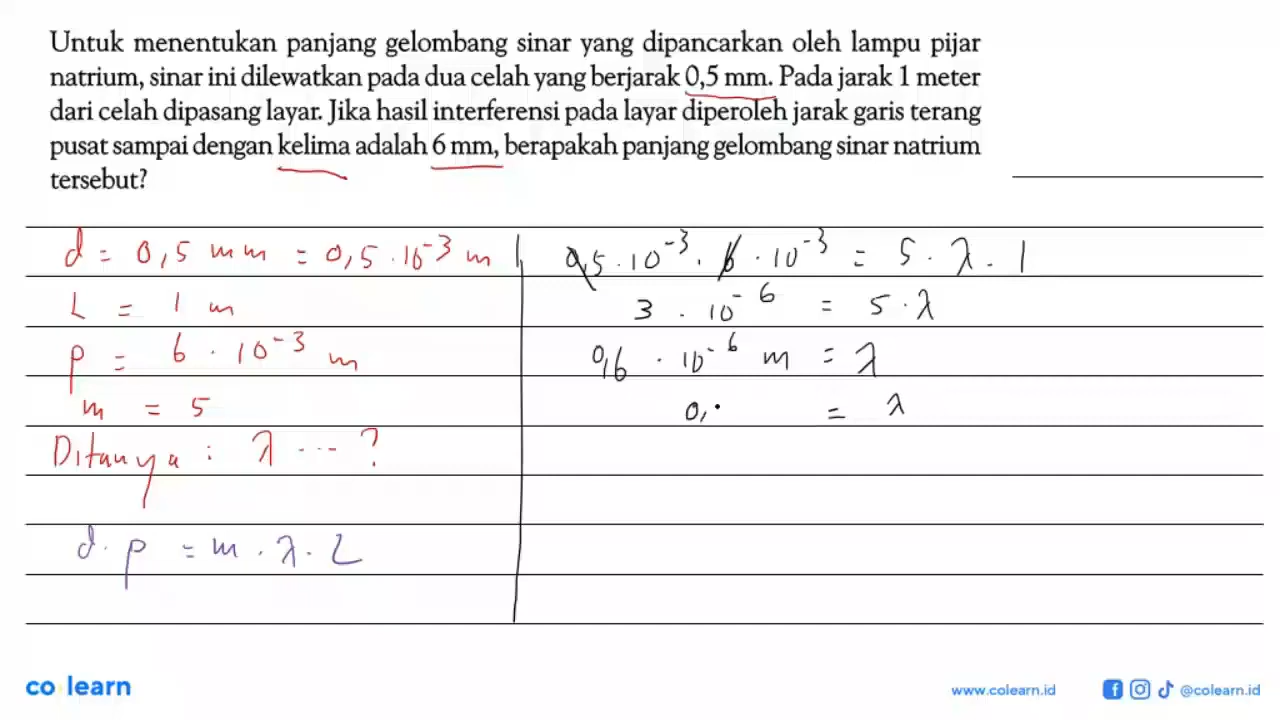 Untuk menentukan panjang gelombang sinar yang dipancarkan oleh lampu pijar
natrium, sinar ini dilewatkan pada dua celah yang berjarak 0,5 mm. Pada jarak 1 meter
dari celah dipasang layar. Jika hasil interferensi pada layar diperoleh jarak garis terang
pusat sampai dengan kelima adalah 6 mm, berapakah panjang gelombang sinar natrium
tersebut?
d = 0,5 mm = 0,5 . 10^-3 m
L = 1 m
p = 6 . 10^-3 m
m = 5
Ditanya : λ ... ?
d . p = m . λ . L
0,5 . 10^-3 . 6 . 10^-3 = 5 . λ . 1
3 . 10^-6 = 5 . λ
0,6 . 10^-6 m = λ
0, = λ
co learn
www.colearn.id
@colearn.id